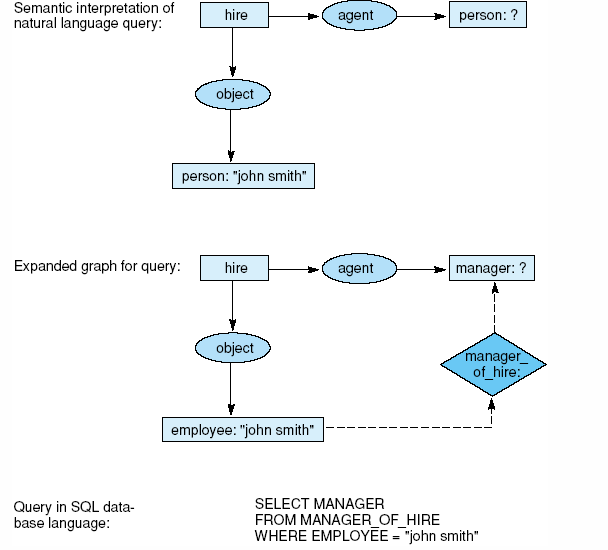 Semantic interpretation of
natural language query:
hire
agent
person: ?
object
person: "john smith"
Expanded graph for query:
hire
agent
manager: ?
object
manager_
of_hire:
employee: "john smith"
Query in SQL data-
base language:
SELECT MANAGER
FROM MANAGER_OF_HIRE
WHERE EMPLOYEE = "john smith"